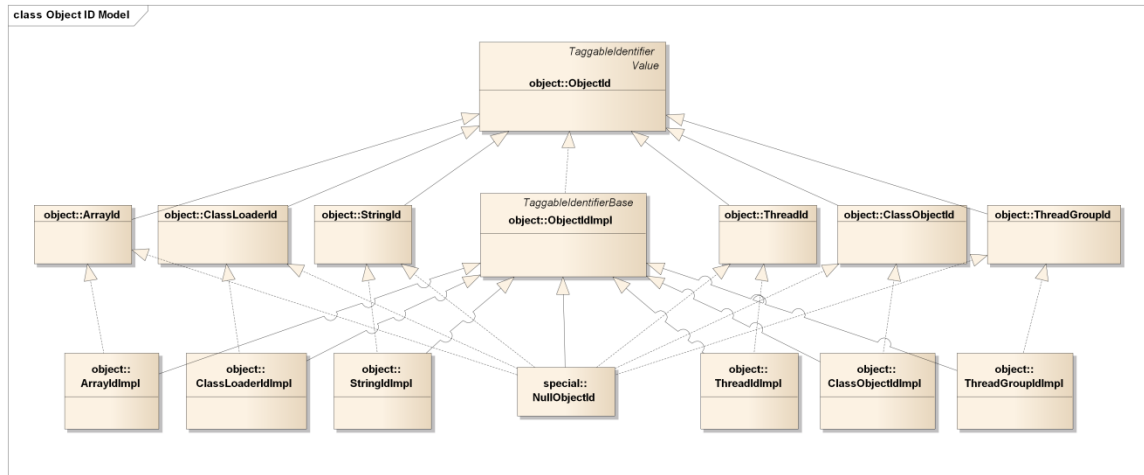 class Object ID Model
TaggableIdentifier
Value
object::ObjectId
object::ArrayId
object::ClassLoaderId
object::StringId
TaggableIdentifierBase
object::ObjectIdImpl
object::ThreadId
object::ClassObjectId
object::ThreadGroupId
object::
ArrayIdImpl
object::
ClassLoaderIdImpl
object::
StringIdImpl
special::
NullObjectId
object::
ThreadIdImpl
object::
ClassObjectIdImpl
object::
ThreadGroupIdImpl